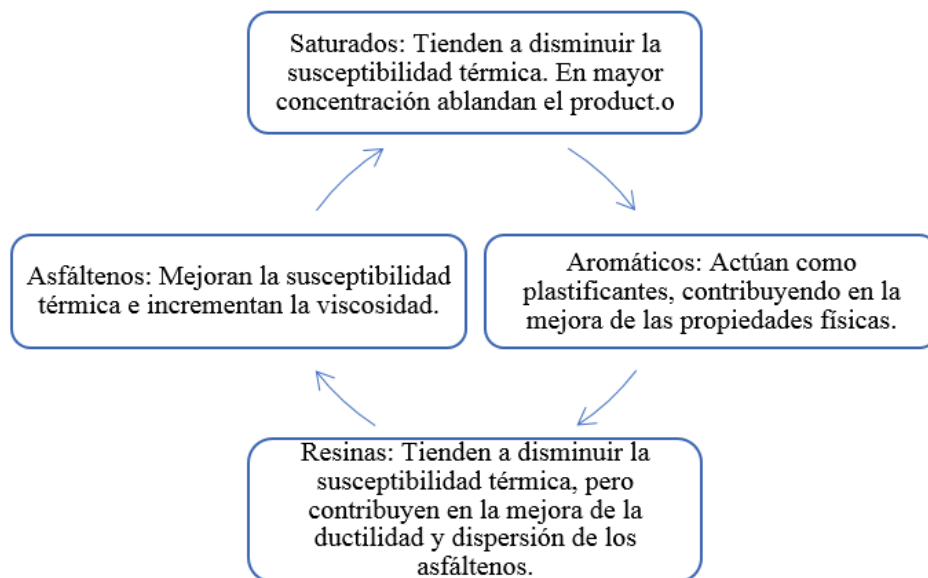 Saturados: Tienden a disminuir la
susceptibilidad térmica. En mayor
concentración ablandan el product.o
Asfáltenos: Mejoran la susceptibilidad
térmica e incrementan la viscosidad.
Aromáticos: Actúan como
plastificantes, contribuyendo en la
mejora de las propiedades físicas.
Resinas: Tienden a disminuir la
susceptibilidad térmica, pero
contribuyen en la mejora de la
ductilidad y dispersión de los
asfáltenos.